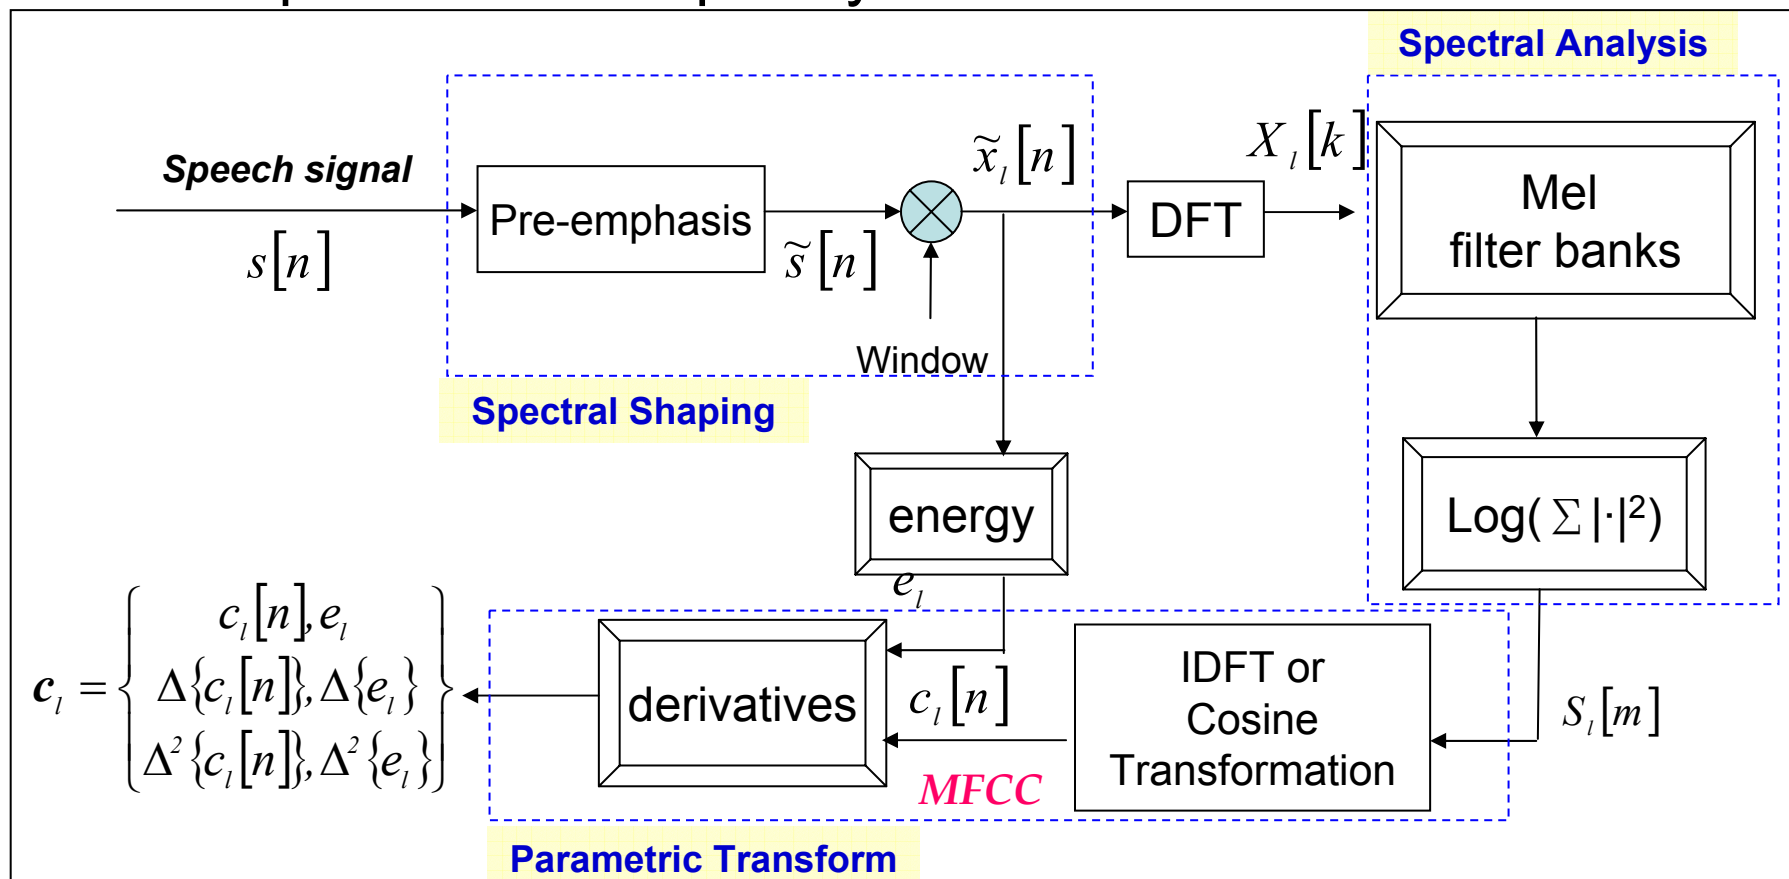 Spectral Analysis
Speech signal
s[n]
Pre-emphasis
s̃[n]
x̃_l[n]
Window
Spectral Shaping
DFT
X_l[k]
Mel
filter banks
Log( Σ |·|²)
S_l[m]
energy
e_l
IDFT or
Cosine
Transformation
c_l[n]
MFCC
derivatives
c_l = { c_l[n], e_l
Δ{c_l[n]}, Δ{e_l}
Δ²{c_l[n]}, Δ²{e_l} }
Parametric Transform